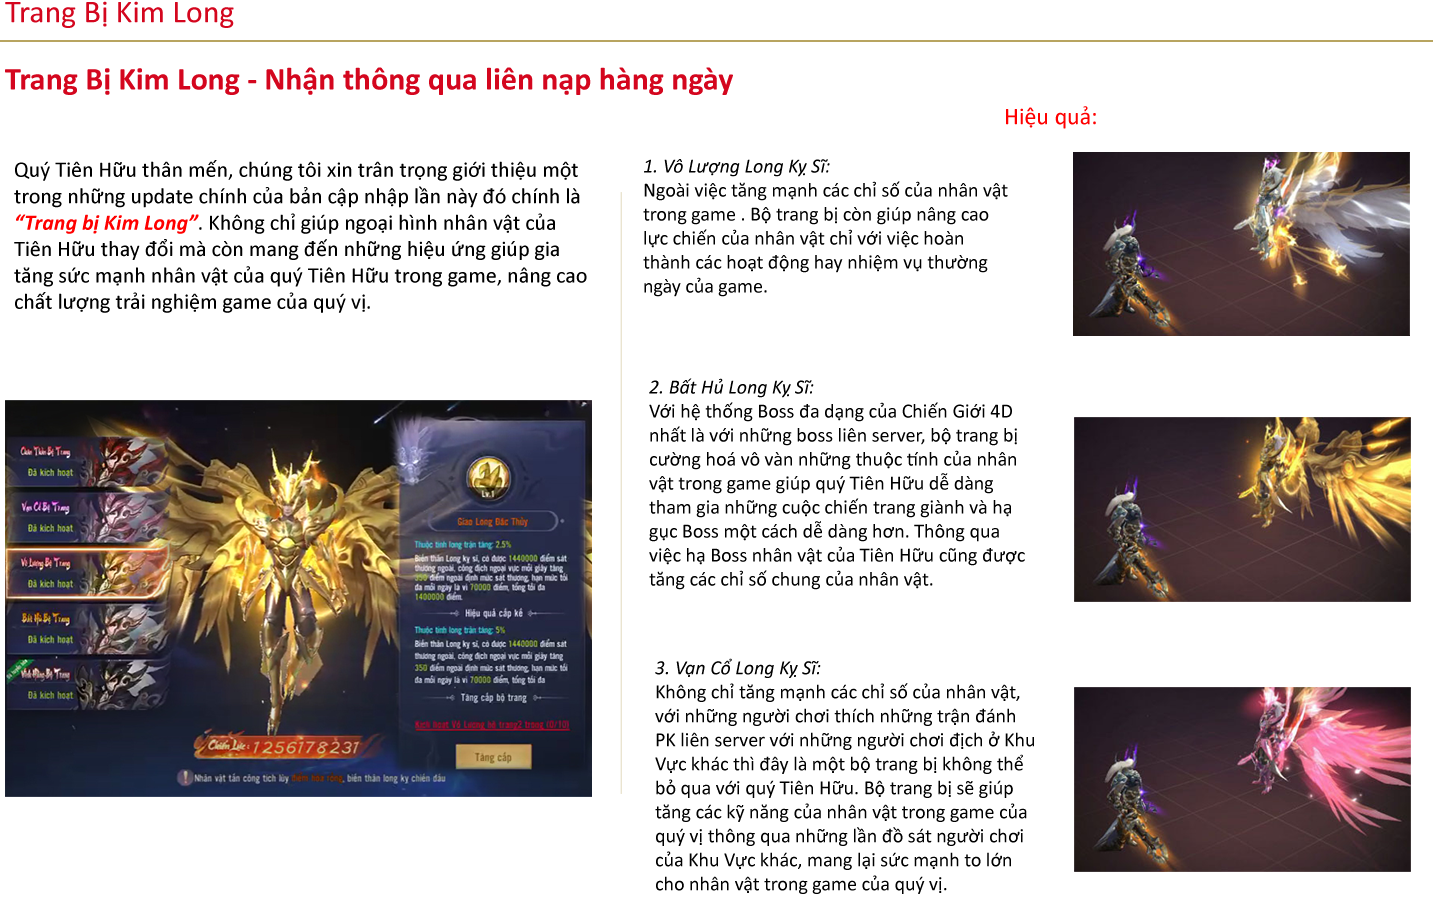 Trang Bị Kim Long
Trang Bị Kim Long - Nhận thông qua liên nạp hàng ngày
Quý Tiên Hữu thân mến, chúng tôi xin trân trọng giới thiệu một
trong những update chính của bản cập nhập lần này đó chính là
“Trang bị Kim Long”. Không chỉ giúp ngoại hình nhân vật của
Tiên Hữu thay đổi mà còn mang đến những hiệu ứng giúp gia
tăng sức mạnh nhân vật của quý Tiên Hữu trong game, nâng cao
chất lượng trải nghiệm game của quý vị.
Chân Thần Bộ Trang
Đã kích hoạt
Vạn Cổ Bộ Trang
Đã kích hoạt
Vô Lượng Bộ Trang
Đã kích hoạt
Bất Hủ Bộ Trang
Đã kích hoạt
Vĩnh Hằng Bộ Trang
Đã kích hoạt
Chiến Lực: 1256178231
Nhân vật tấn công tích lũy điểm hóa rồng, biến thân long kỵ chiến đấu
Lv.1
Giao Long Đắc Thủy
Thuộc tính long trận tăng: 2.5%
Biến thân Long kỵ sĩ, có được 1440000 điểm sát
thương ngoài, công địch ngoại vực mỗi giây tăng
350 điểm ngoài định mức sát thương, hạn mức tối
đa mỗi ngày là vì 70000 điểm, tổng tối đa
1400000 điểm.
Hiệu quả cấp kế
Thuộc tính long trận tăng: 5%
Biến thân Long kỵ sĩ, có được 1440000 điểm sát
thương ngoài, công địch ngoại vực mỗi giây tăng
350 điểm ngoài định mức sát thương, hạn mức tối
đa mỗi ngày là vì 70000 điểm, tổng tối đa
Tăng cấp bộ trang
Kích hoạt Vô Lượng bộ trang2 trong (0/10)
Tăng cấp
Hiệu quả:
1. Vô Lượng Long Kỵ Sĩ:
Ngoài việc tăng mạnh các chỉ số của nhân vật
trong game . Bộ trang bị còn giúp nâng cao
lực chiến của nhân vật chỉ với việc hoàn
thành các hoạt động hay nhiệm vụ thường
ngày của game.
2. Bất Hủ Long Kỵ Sĩ:
Với hệ thống Boss đa dạng của Chiến Giới 4D
nhất là với những boss liên server, bộ trang bị
cường hoá vô vàn những thuộc tính của nhân
vật trong game giúp quý Tiên Hữu dễ dàng
tham gia những cuộc chiến trang giành và hạ
gục Boss một cách dễ dàng hơn. Thông qua
việc hạ Boss nhân vật của Tiên Hữu cũng được
tăng các chỉ số chung của nhân vật.
3. Vạn Cổ Long Kỵ Sĩ:
Không chỉ tăng mạnh các chỉ số của nhân vật,
với những người chơi thích những trận đánh
PK liên server với những người chơi địch ở Khu
Vực khác thì đây là một bộ trang bị không thể
bỏ qua với quý Tiên Hữu. Bộ trang bị sẽ giúp
tăng các kỹ năng của nhân vật trong game của
quý vị thông qua những lần đồ sát người chơi
của Khu Vực khác, mang lại sức mạnh to lớn
cho nhân vật trong game của quý vị.